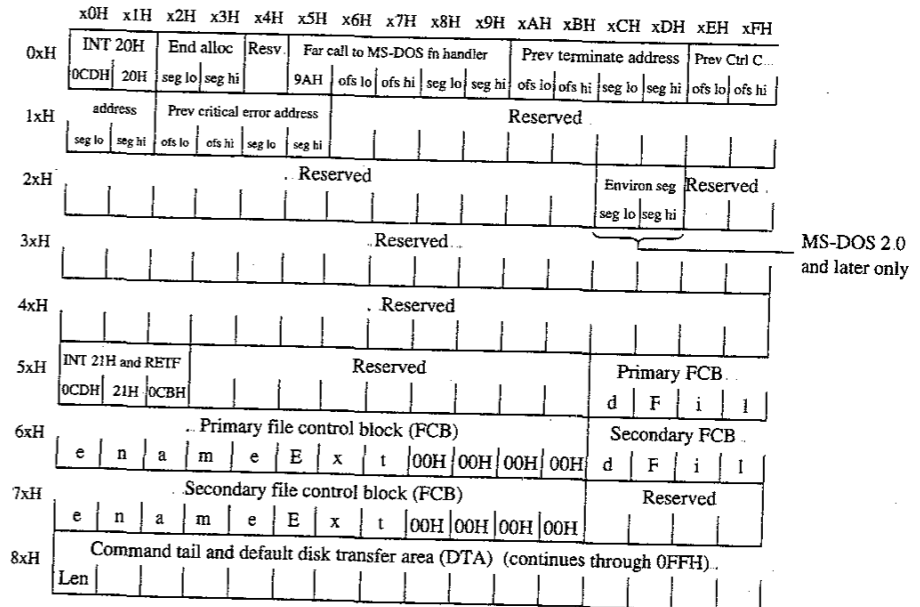 x0H x1H x2H x3H x4H x5H x6H x7H x8H x9H xAH xBH xCH xDH xEH xFH
0xH
INT 20H End alloc Resv. Far call to MS-DOS fn handler Prev terminate address Prev Ctrl C...
0CDH 20H seg lo seg hi 9AH ofs lo ofs hi seg lo seg hi ofs lo ofs hi seg lo seg hi ofs lo ofs hi
1xH
address Prev critical error address Reserved
seg lo seg hi ofs lo ofs hi seg lo seg hi
2xH
Reserved Environ seg Reserved
seg lo seg hi
MS-DOS 2.0
and later only
3xH
Reserved
4xH
Reserved
5xH
INT 21H and RETF Reserved Primary FCB
0CDH 21H 0CBH d F i l
6xH
Primary file control block (FCB) Secondary FCB
e n a m e E x t 00H 00H 00H 00H d F i l
7xH
Secondary file control block (FCB) Reserved
e n a m e E x t 00H 00H 00H 00H
8xH
Command tail and default disk transfer area (DTA) (continues through 0FFH)
Len